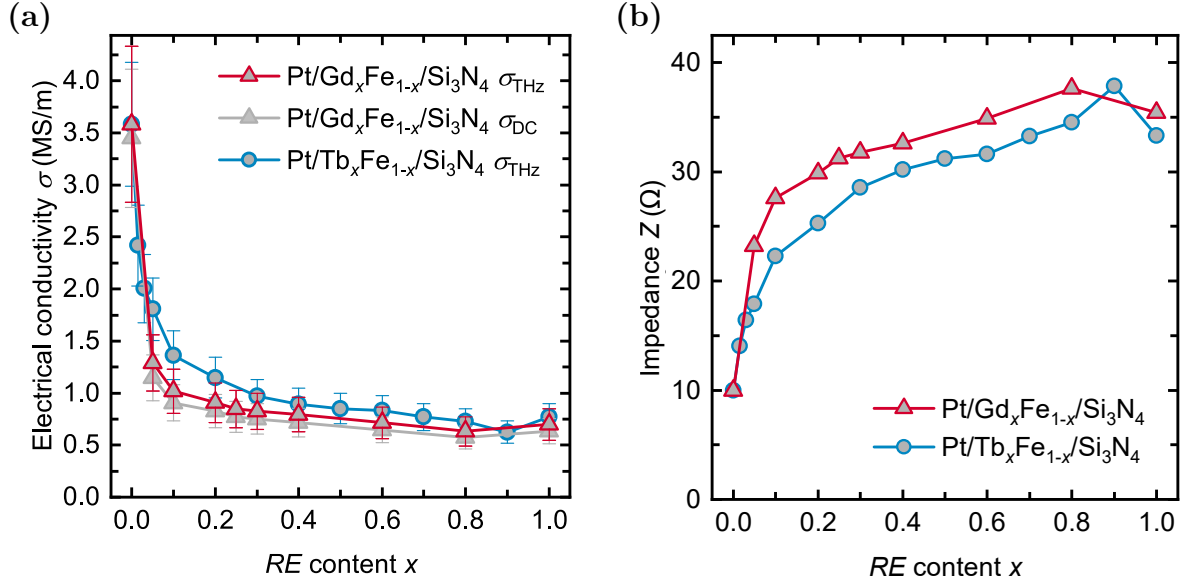 (a)
Electrical conductivity σ (MS/m)
4.0
3.5
3.0
2.5
2.0
1.5
1.0
0.5
0.0
Pt/GdxFe1-x/Si3N4 σTHz
Pt/GdxFe1-x/Si3N4 σDC
Pt/TbxFe1-x/Si3N4 σTHz
0.0 0.2 0.4 0.6 0.8 1.0
RE content x
(b)
Impedance Z (Ω)
40
30
20
10
0
Pt/GdxFe1-x/Si3N4
Pt/TbxFe1-x/Si3N4
0.0 0.2 0.4 0.6 0.8 1.0
RE content x